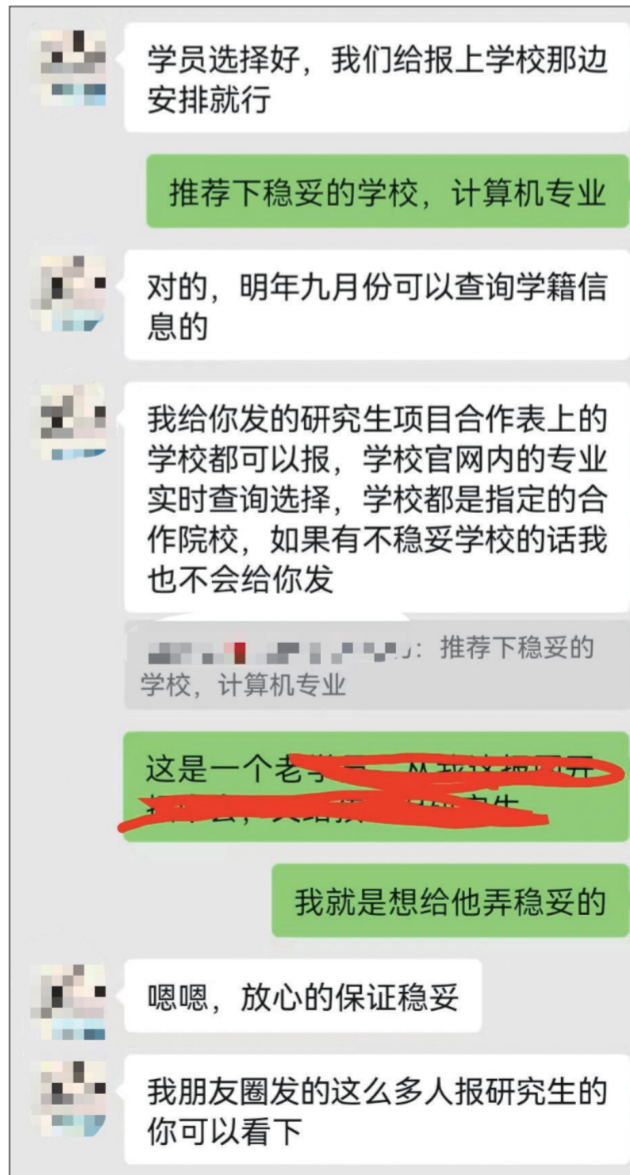 学员选择好，我们给报上学校那边
安排就行
推荐下稳妥的学校，计算机专业
对的，明年九月份可以查询学籍信
息的
我给你发的研究生项目合作表上的
学校都可以报，学校官网内的专业
实时查询选择，学校都是指定的合
作院校，如果有不稳妥学校的话我
也不会给你发
：推荐下稳妥的
学校，计算机专业
这是一个老
我就是想给他弄稳妥的
嗯嗯，放心的保证稳妥
我朋友圈发的这么多人报研究生的
你可以看下